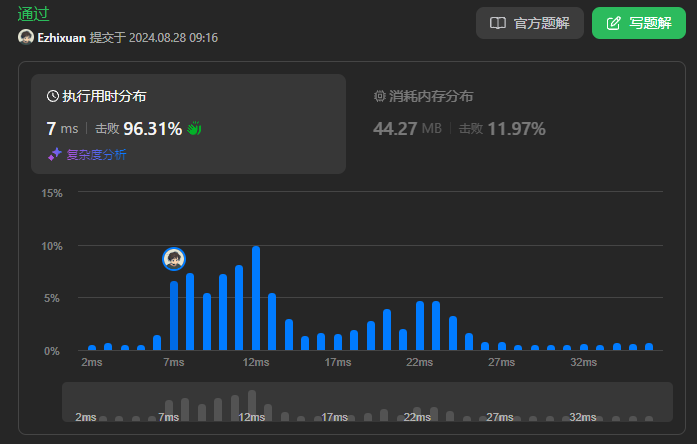 通过
Ezhixuan 提交于 2024.08.28 09:16
官方题解
写题解
执行用时分布
7 ms | 击败 96.31%
复杂度分析
消耗内存分布
44.27 MB | 击败 11.97%
15%
10%
5%
0%
2ms 7ms 12ms 17ms 22ms 27ms 32ms
2ms 7ms 12ms 17ms 22ms 27ms 32ms